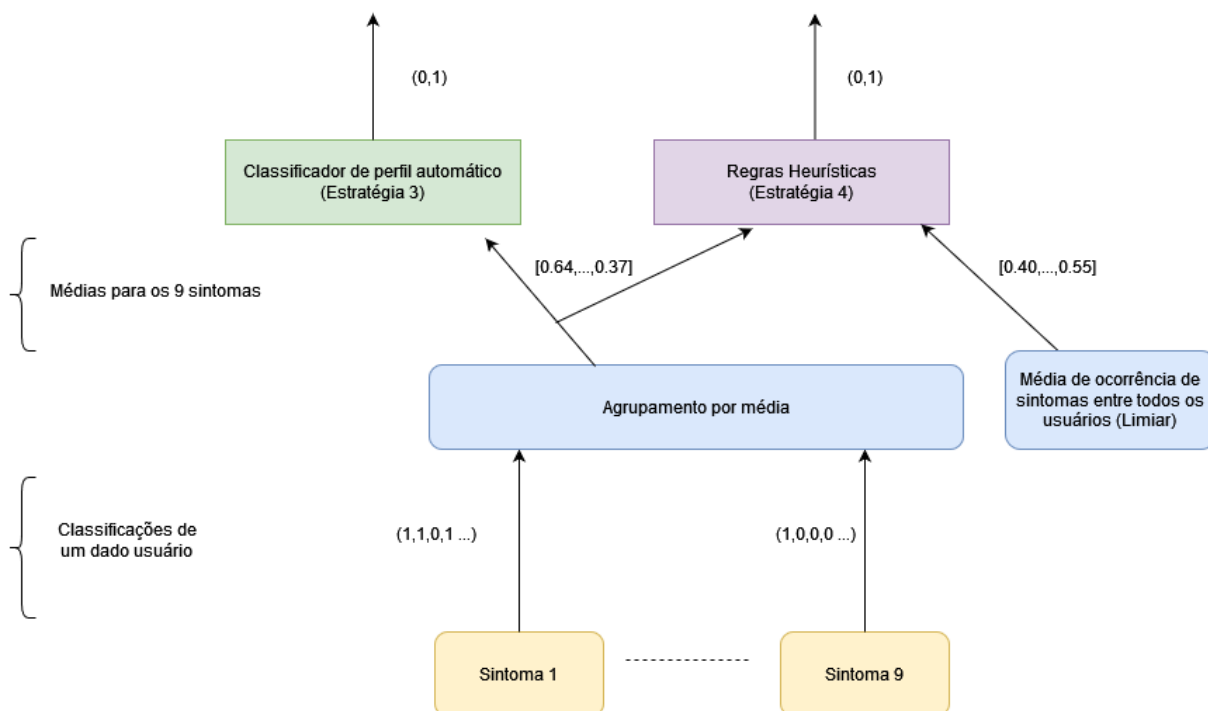 (0,1)
(0,1)
Classificador de perfil automático
(Estratégia 3)
Regras Heurísticas
(Estratégia 4)
Médias para os 9 sintomas
[0.64,...,0.37]
[0.40,...,0.55]
Agrupamento por média
Média de ocorrência de
sintomas entre todos os
usuários (Limiar)
Classificações de
um dado usuário
(1,1,0,1 ...)
(1,0,0,0 ...)
Sintoma 1
Sintoma 9